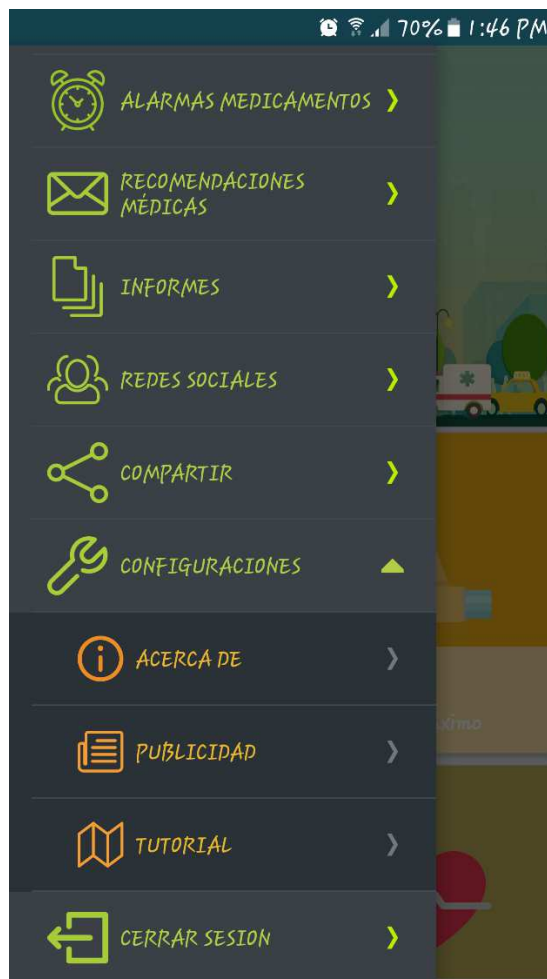 70% 1:46 PM
ALARMAS MEDICAMENTOS
RECOMENDACIONES
MÉDICAS
INFORMES
REDES SOCIALES
COMPARTIR
CONFIGURACIONES
ACERCA DE
PUBLICIDAD
TUTORIAL
CERRAR SESION